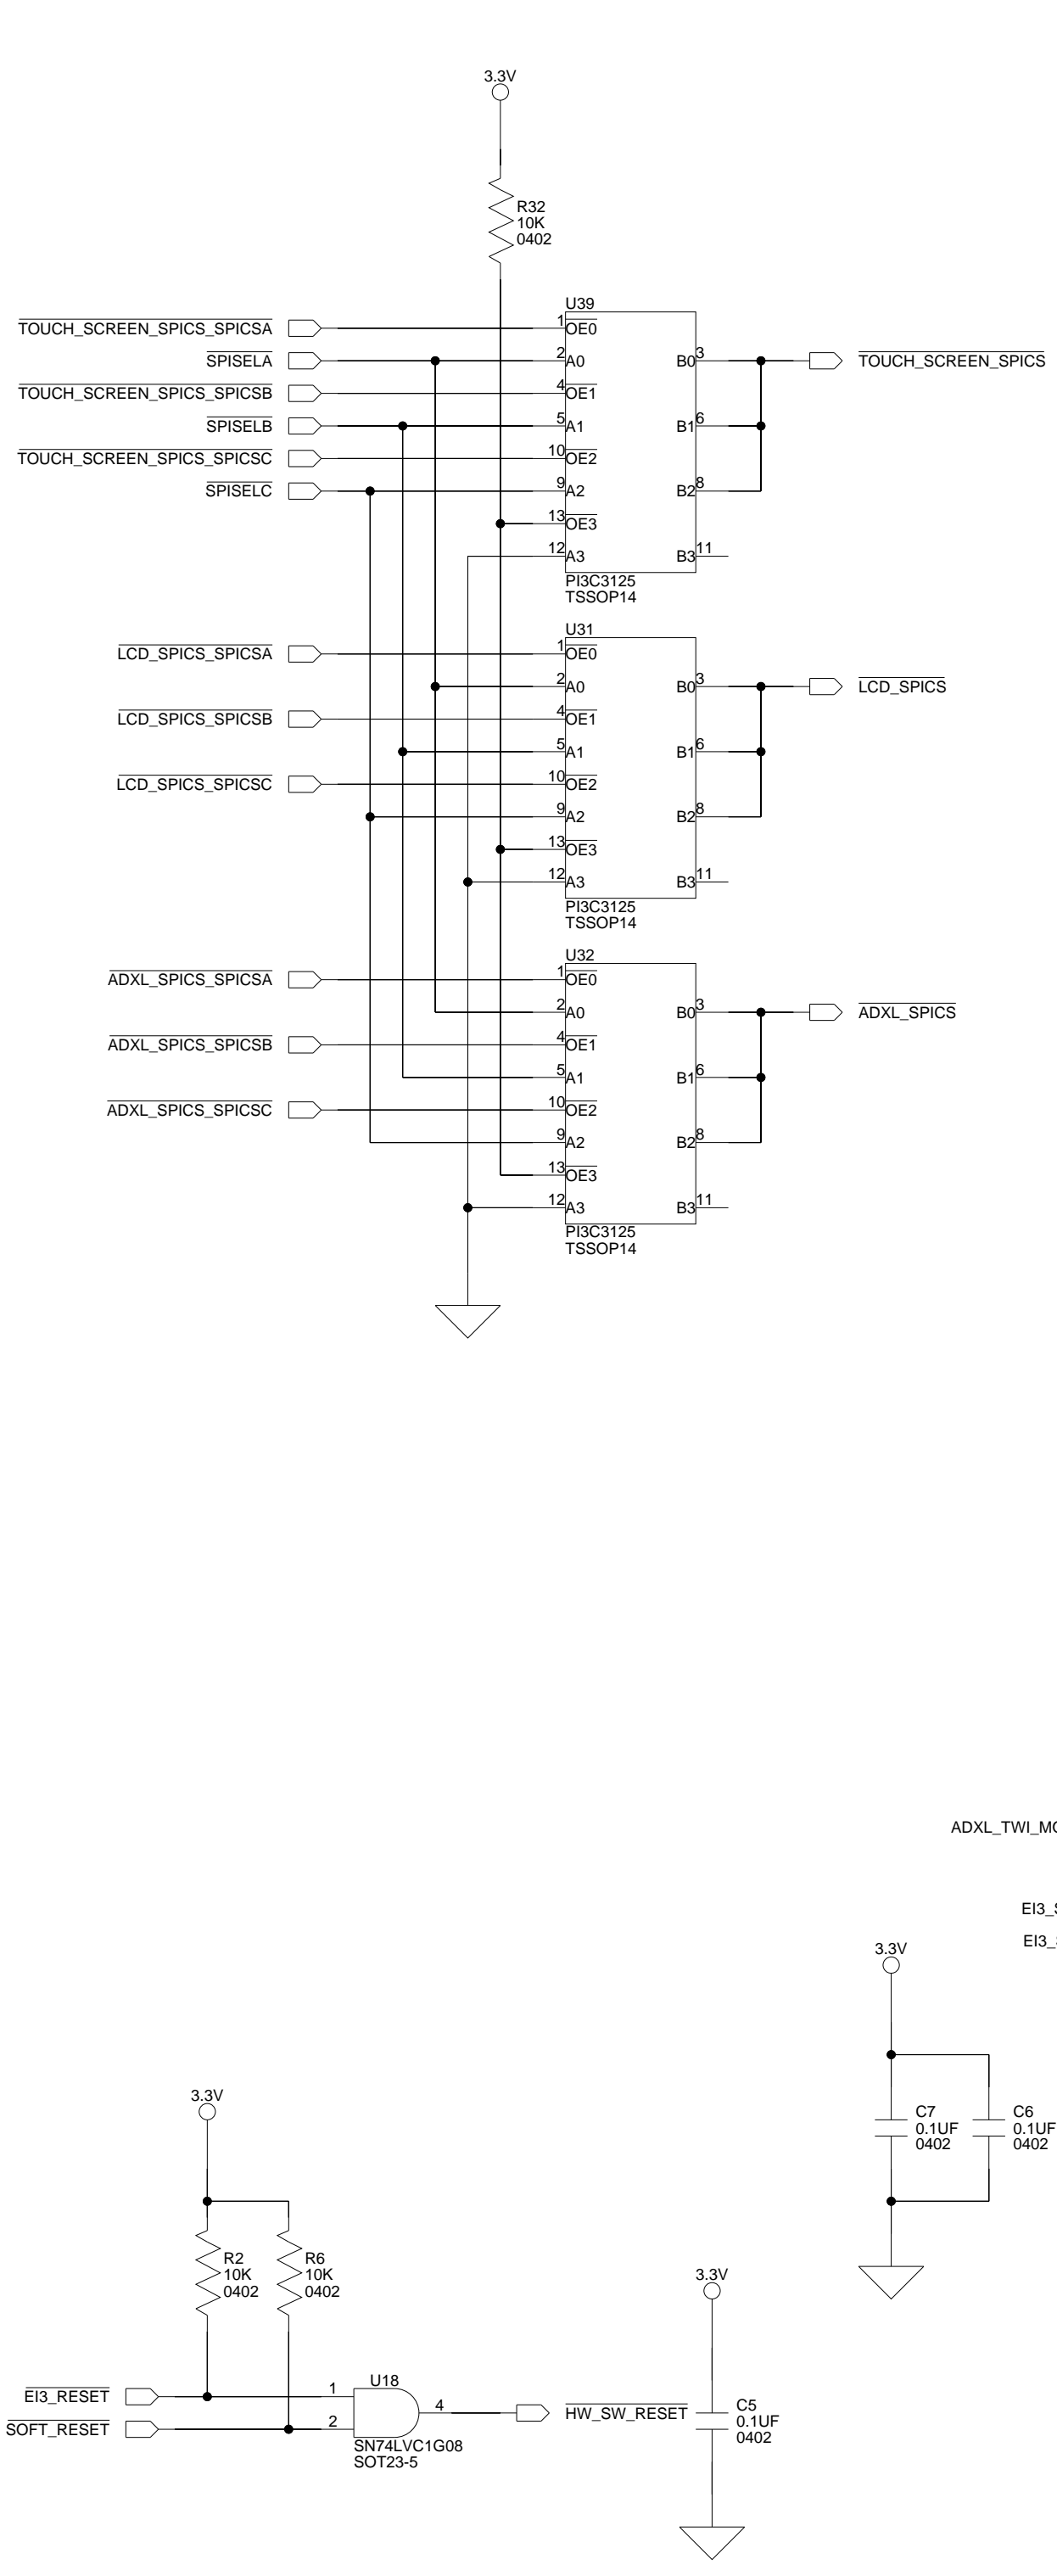 3.3V
R32
10K
0402
U39
TOUCH_SCREEN_SPICS_SPICSA
1
OE0
SPISELA
2
A0
B0
3
TOUCH_SCREEN_SPICS
TOUCH_SCREEN_SPICS_SPICSB
4
OE1
SPISELB
5
A1
B1
6
TOUCH_SCREEN_SPICS_SPICSC
10
OE2
SPISELC
9
A2
B2
8
13
OE3
12
A3
B3
11
PI3C3125
TSSOP14
U31
LCD_SPICS_SPICSA
1
OE0
2
A0
B0
3
LCD_SPICS
LCD_SPICS_SPICSB
4
OE1
5
A1
B1
6
LCD_SPICS_SPICSC
10
OE2
9
A2
B2
8
13
OE3
12
A3
B3
11
PI3C3125
TSSOP14
U32
ADXL_SPICS_SPICSA
1
OE0
2
A0
B0
3
ADXL_SPICS
ADXL_SPICS_SPICSB
4
OE1
5
A1
B1
6
ADXL_SPICS_SPICSC
10
OE2
9
A2
B2
8
13
OE3
12
A3
B3
11
PI3C3125
TSSOP14
ADXL_TWI_MO
EI3_S
EI3_S
3.3V
C7
0.1UF
0402
C6
0.1UF
0402
3.3V
R2
10K
0402
R6
10K
0402
3.3V
EI3_RESET
1
U18
4
HW_SW_RESET
SOFT_RESET
2
SN74LVC1G08
SOT23-5
C5
0.1UF
0402